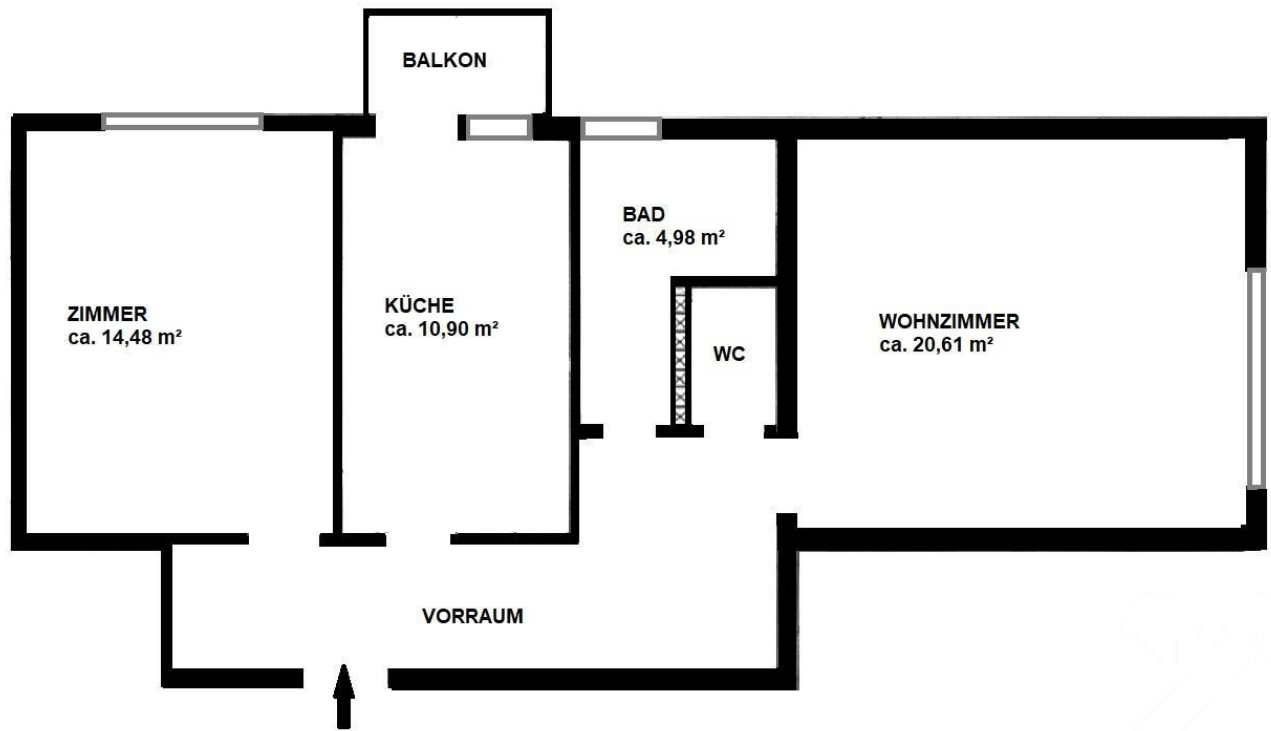 BALKON
BAD
ca. 4,98 m²
ZIMMER
ca. 14,48 m²
KÜCHE
ca. 10,90 m²
WOHNZIMMER
ca. 20,61 m²
WC
VORRAUM